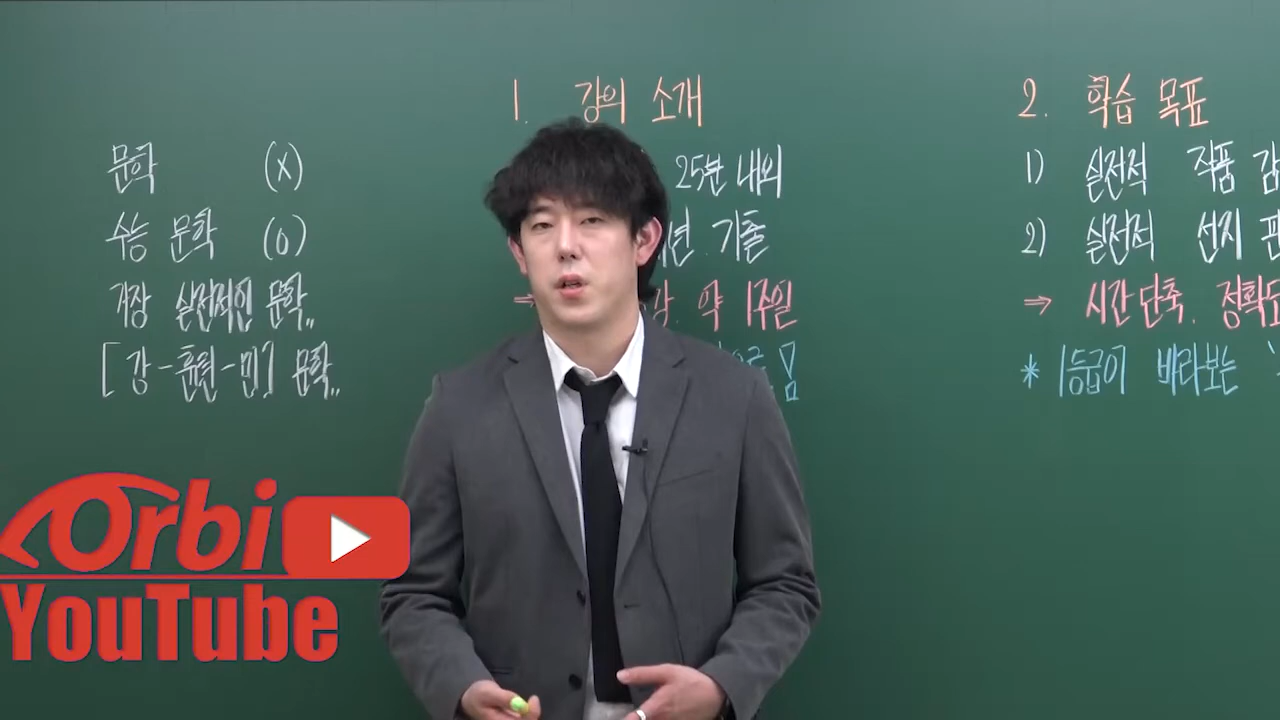 문학 (X)
수능 문학 (O)
가장 실전적인 문학,,
[강-훈련-민] 문학,,
1. 강의 소개
25분 내외
기출
약 1주일
2. 학습 목표
1) 실전적 작품 감
2) 실전적 선지 판
⇒ 시간 단축. 정확도
* 1등급이 바라보는
Orbi
YouTube